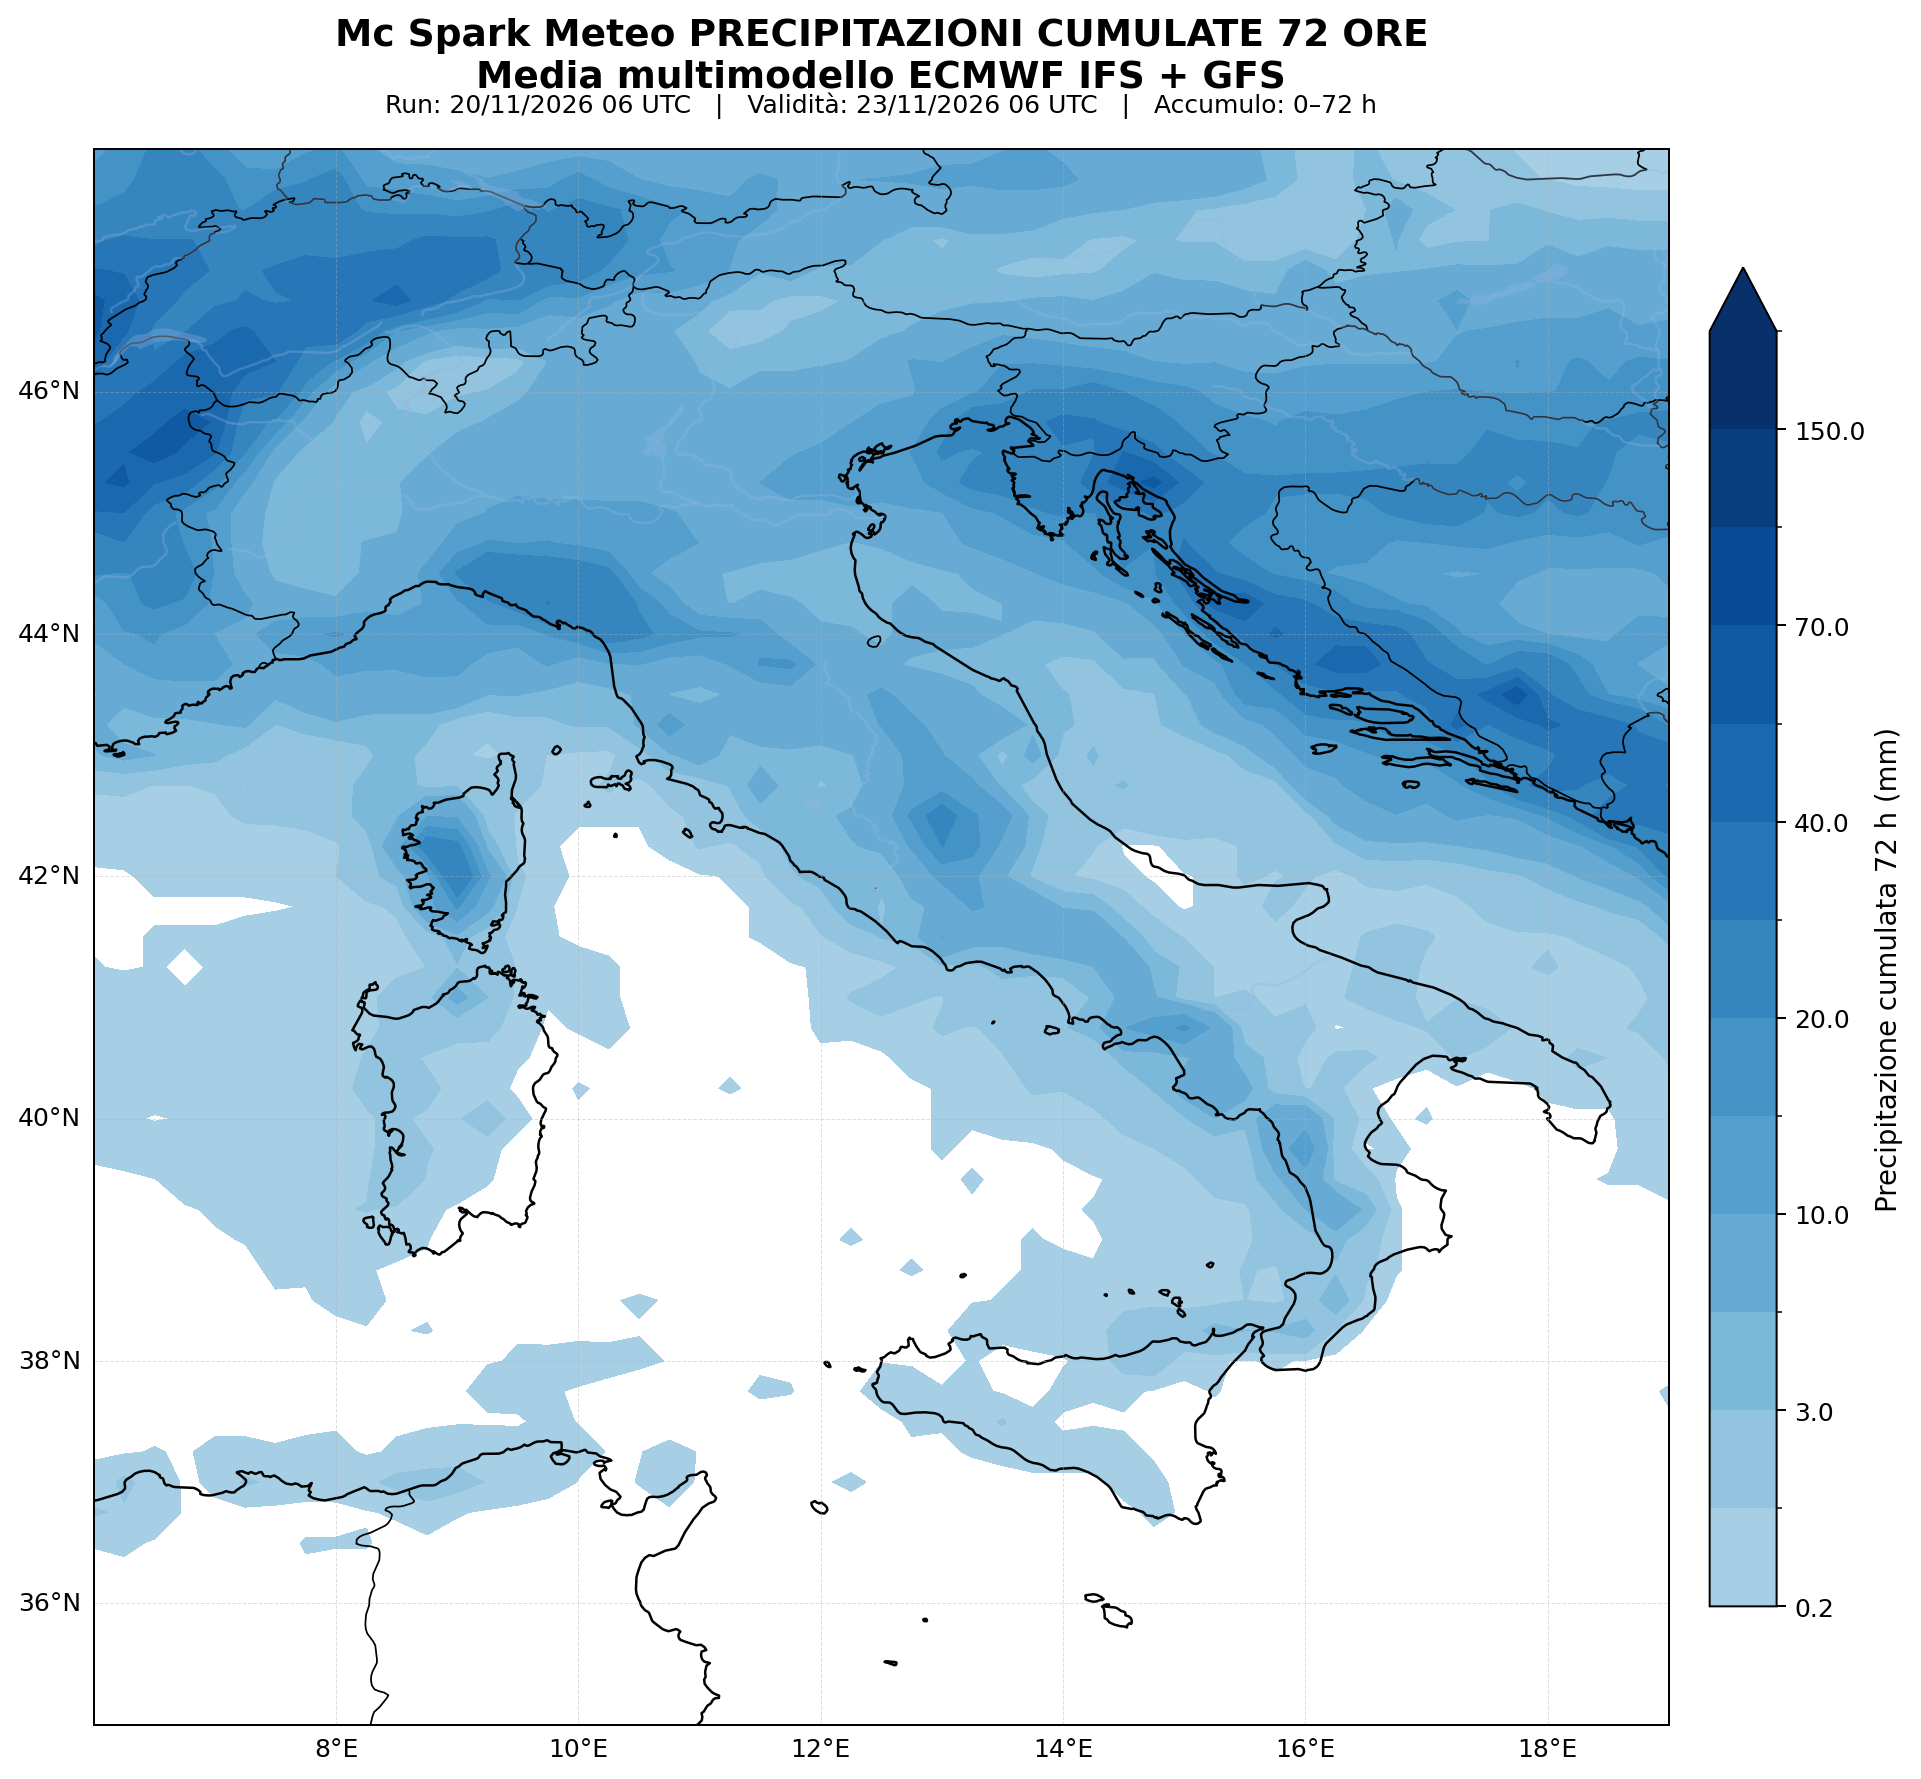 Mc Spark Meteo PRECIPITAZIONI CUMULATE 72 ORE
Media multimodello ECMWF IFS + GFS
Run: 20/11/2026 06 UTC | Validità: 23/11/2026 06 UTC | Accumulo: 0–72 h
46°N
44°N
42°N
40°N
38°N
36°N
8°E
10°E
12°E
14°E
16°E
18°E
150.0
70.0
40.0
20.0
10.0
3.0
0.2
Precipitazione cumulata 72 h (mm)